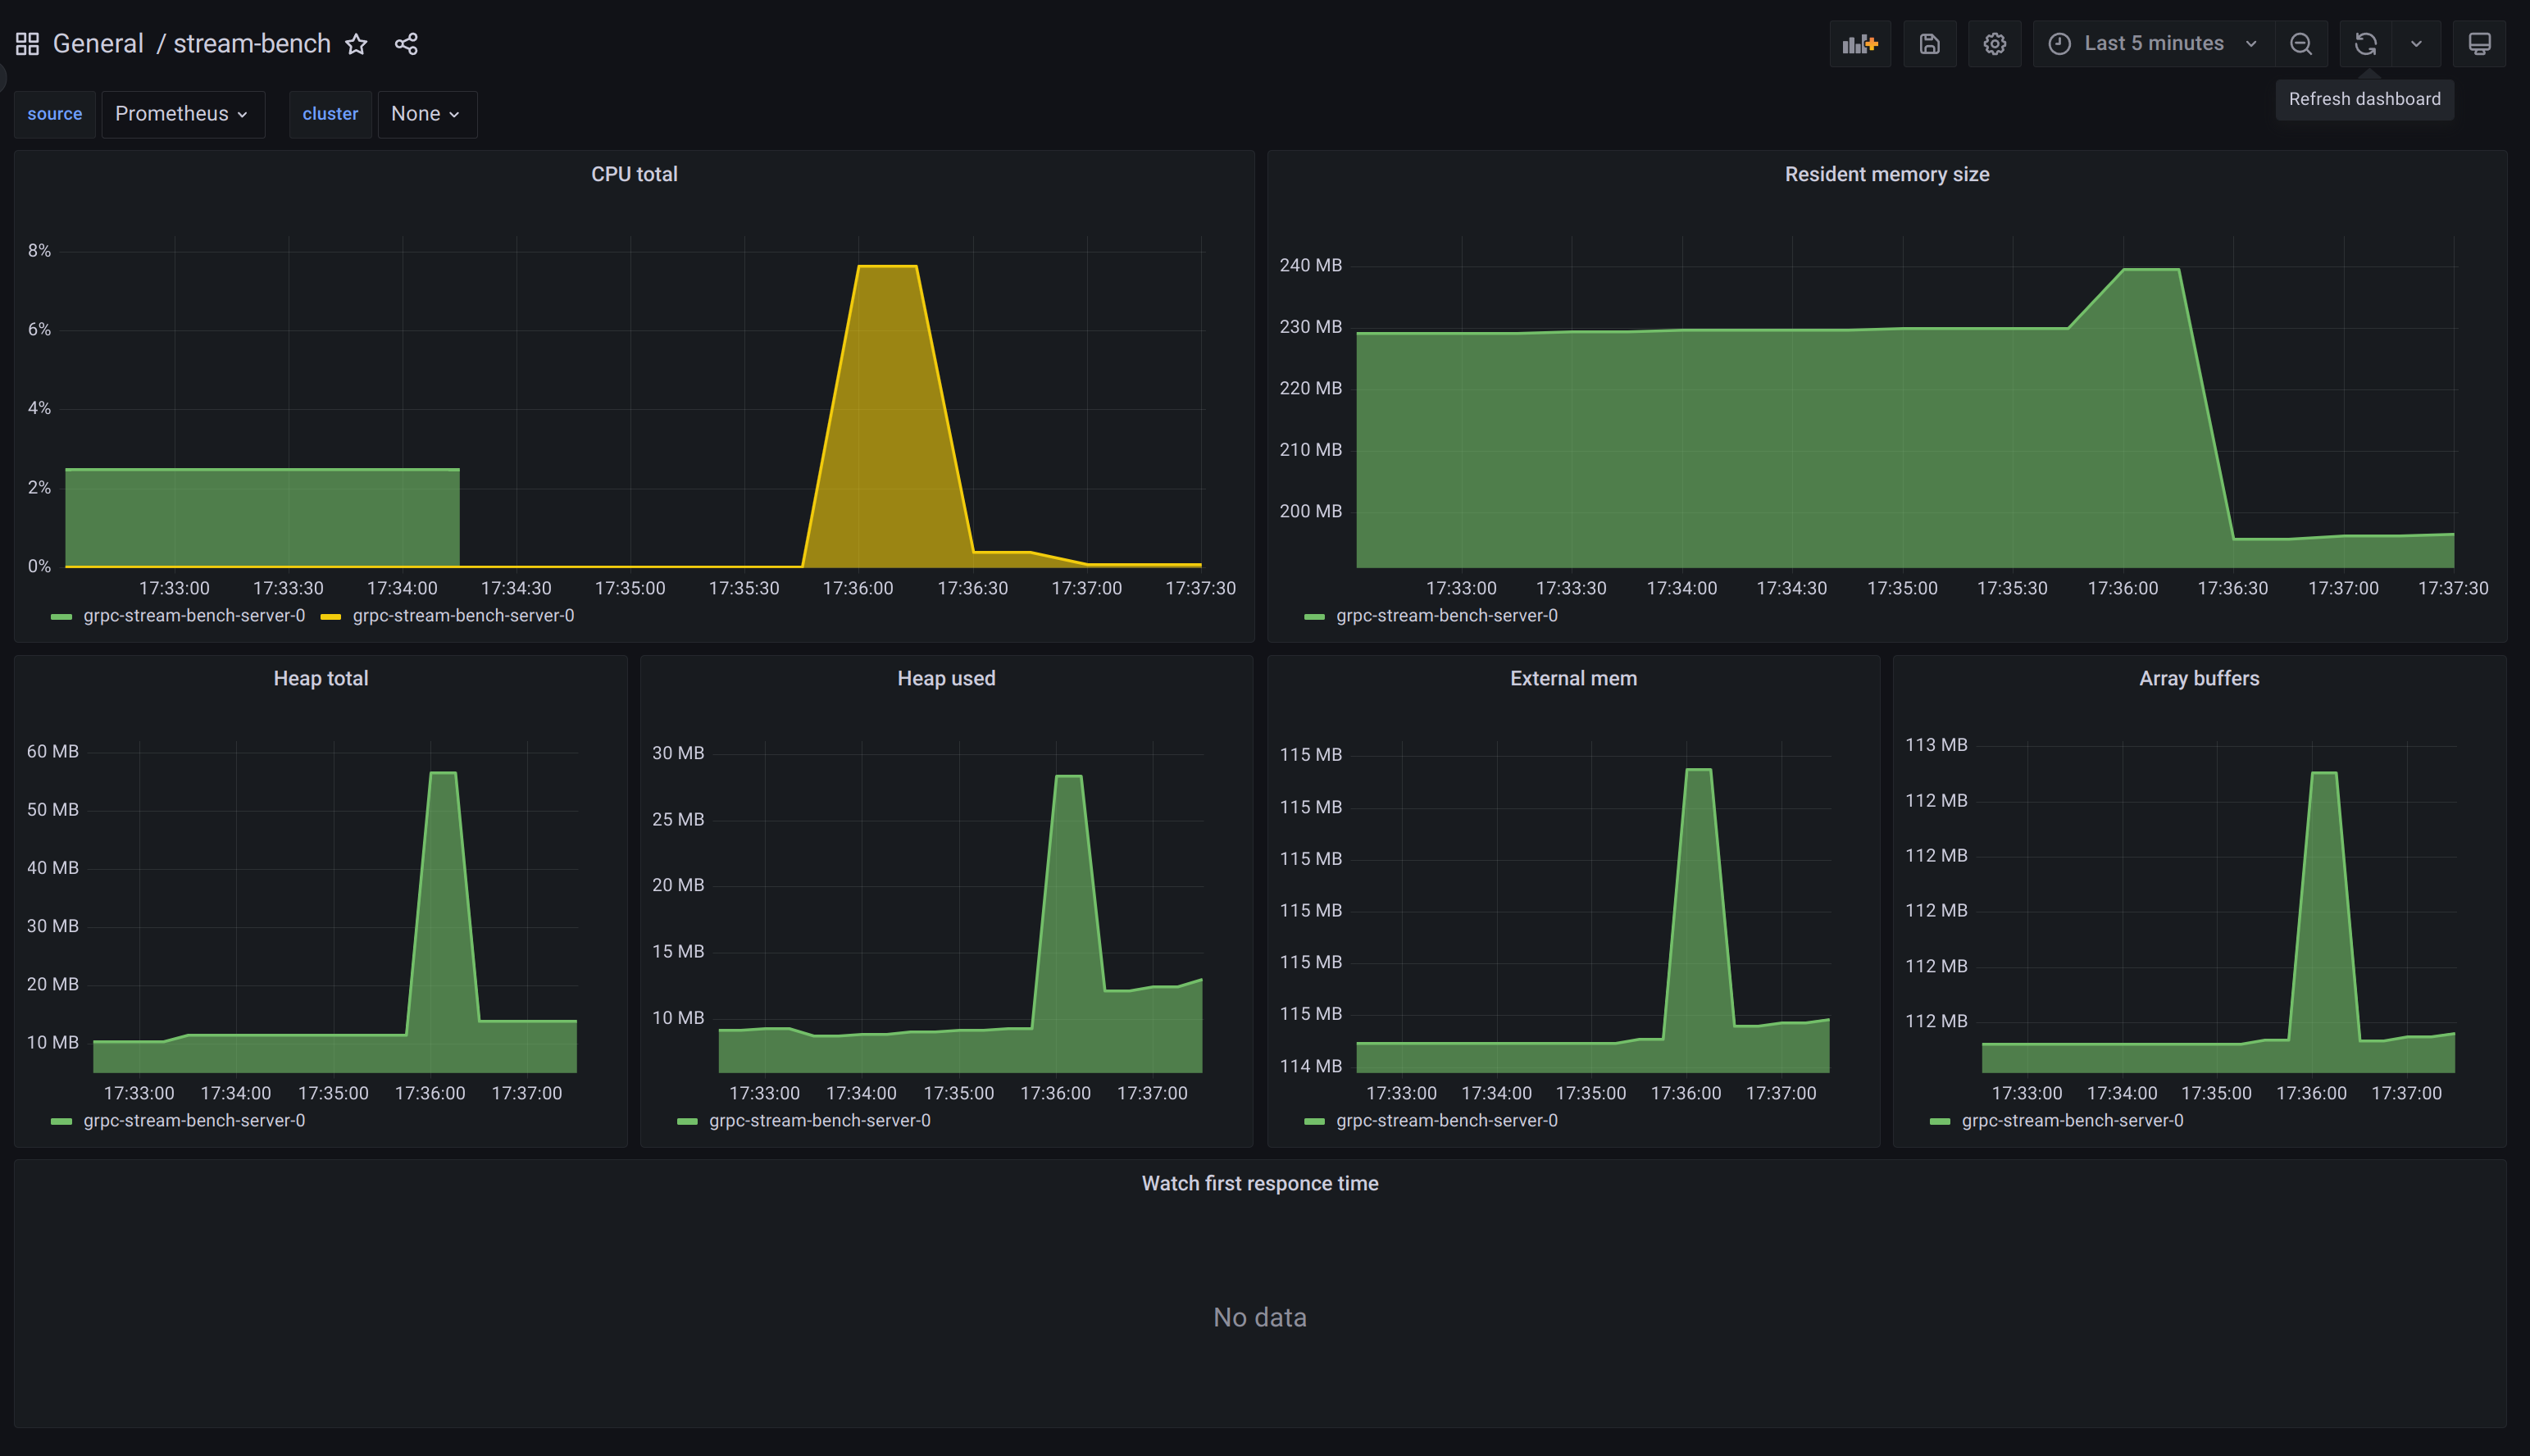 General / stream-bench
Last 5 minutes
Refresh dashboard
source Prometheus cluster None
CPU total
8%
6%
4%
2%
0%
17:33:00 17:33:30 17:34:00 17:34:30 17:35:00 17:35:30 17:36:00 17:36:30 17:37:00 17:37:30
grpc-stream-bench-server-0 grpc-stream-bench-server-0
Resident memory size
240 MB
230 MB
220 MB
210 MB
200 MB
17:33:00 17:33:30 17:34:00 17:34:30 17:35:00 17:35:30 17:36:00 17:36:30 17:37:00 17:37:30
grpc-stream-bench-server-0
Heap total
60 MB
50 MB
40 MB
30 MB
20 MB
10 MB
17:33:00 17:34:00 17:35:00 17:36:00 17:37:00
grpc-stream-bench-server-0
Heap used
30 MB
25 MB
20 MB
15 MB
10 MB
17:33:00 17:34:00 17:35:00 17:36:00 17:37:00
grpc-stream-bench-server-0
External mem
115 MB
115 MB
115 MB
115 MB
115 MB
115 MB
114 MB
17:33:00 17:34:00 17:35:00 17:36:00 17:37:00
grpc-stream-bench-server-0
Array buffers
113 MB
112 MB
112 MB
112 MB
112 MB
112 MB
17:33:00 17:34:00 17:35:00 17:36:00 17:37:00
grpc-stream-bench-server-0
Watch first responce time
No data